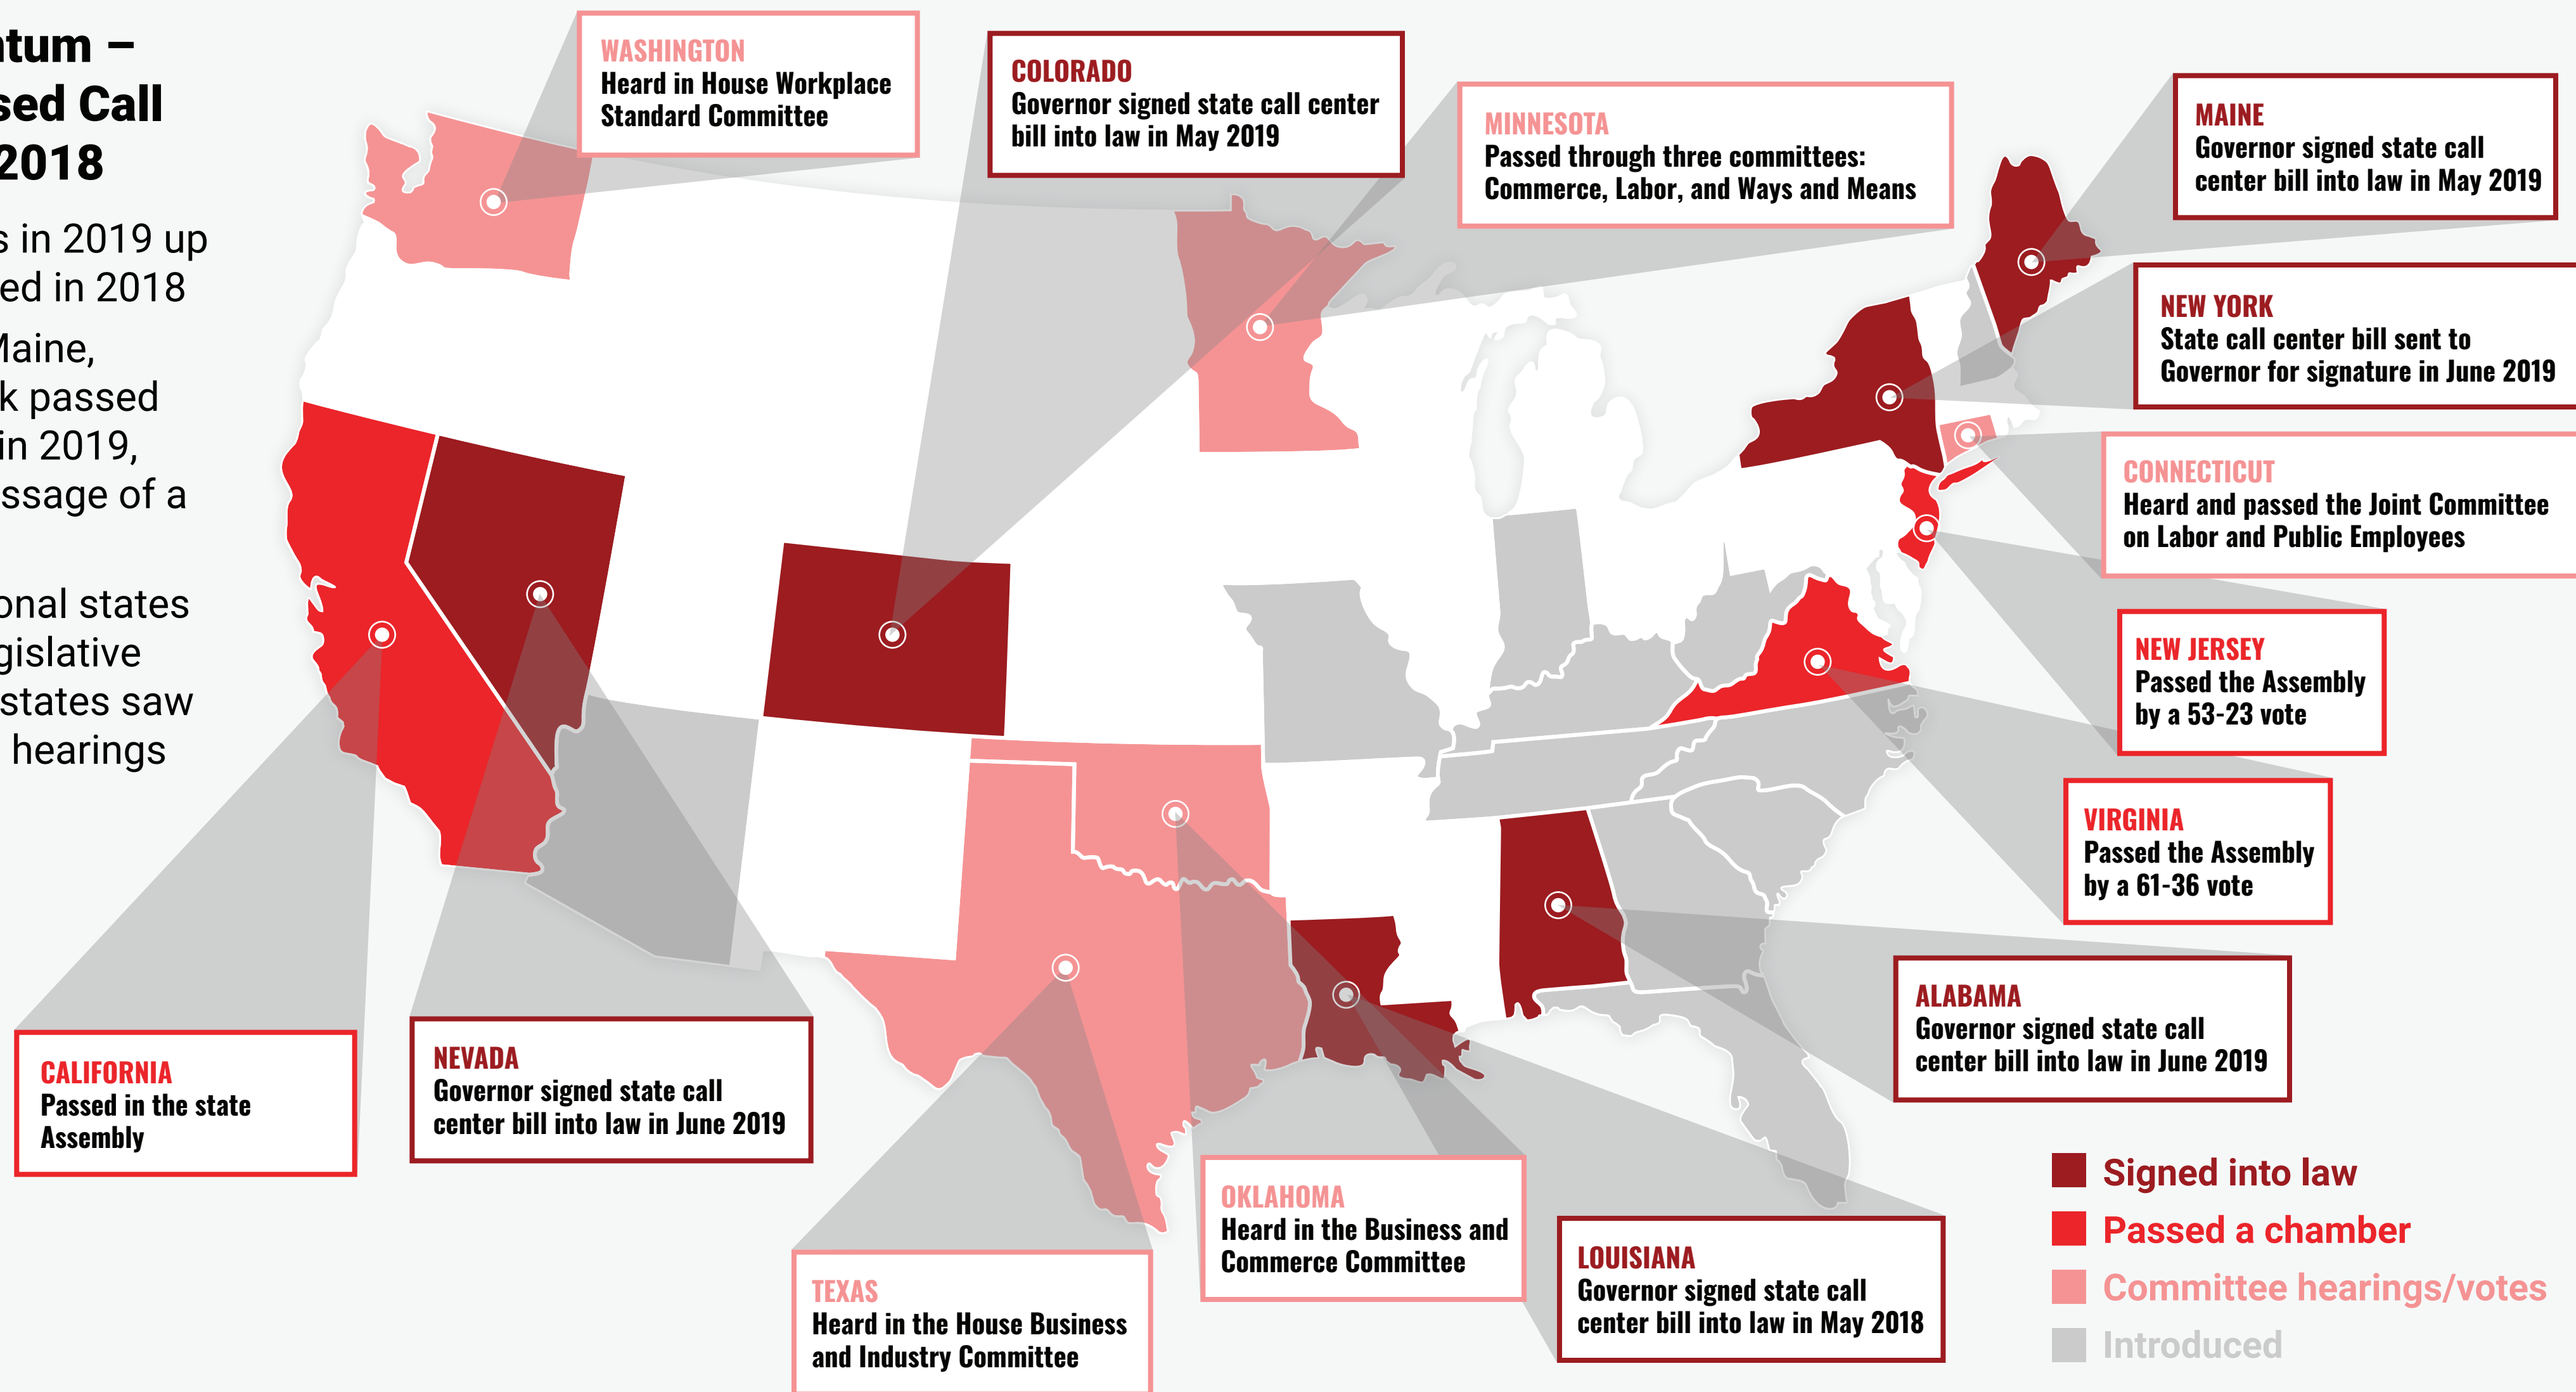 ntum –
sed Call
2018
s in 2019 up
ed in 2018
Maine,
k passed
in 2019,
ssage of a
onal states
gislative
states saw
hearings
WASHINGTON
Heard in House Workplace
Standard Committee
COLORADO
Governor signed state call center
bill into law in May 2019
MINNESOTA
Passed through three committees:
Commerce, Labor, and Ways and Means
MAINE
Governor signed state call
center bill into law in May 2019
NEW YORK
State call center bill sent to
Governor for signature in June 2019
CONNECTICUT
Heard and passed the Joint Committee
on Labor and Public Employees
NEW JERSEY
Passed the Assembly
by a 53-23 vote
VIRGINIA
Passed the Assembly
by a 61-36 vote
ALABAMA
Governor signed state call
center bill into law in June 2019
CALIFORNIA
Passed in the state
Assembly
NEVADA
Governor signed state call
center bill into law in June 2019
OKLAHOMA
Heard in the Business and
Commerce Committee
LOUISIANA
Governor signed state call
center bill into law in May 2018
TEXAS
Heard in the House Business
and Industry Committee
Signed into law
Passed a chamber
Committee hearings/votes
Introduced